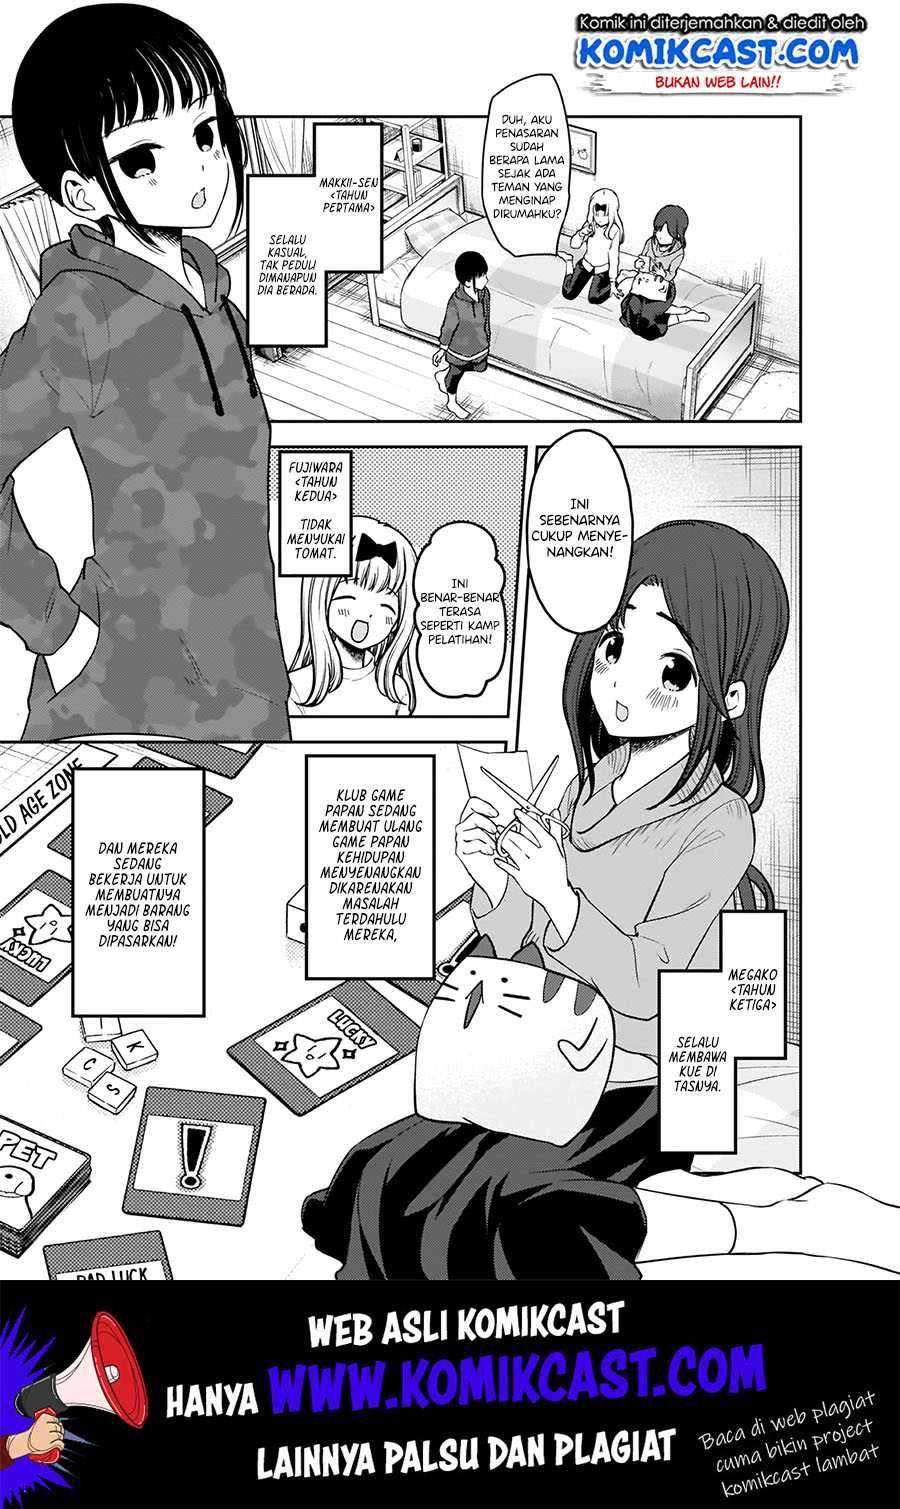 Komik ini diterjemahkan & diedit oleh
KOMIKCAST.COM
BUKAN WEB LAIN!!
DUH, AKU
PENASARAN
SUDAH
BERAPA LAMA
SEJAK ADA
TEMAN YANG
MENGINAP
DIRUMAHKU?
MAKKII-SEN
<TAHUN
PERTAMA>
SELALU
KASUAL,
TAK PEDULI
DIMANAPUN
DIA BERADA.
INI
SEBENARNYA
CUKUP MENYE-
NANGKAN!
FUJIWARA
<TAHUN
KEDUA>
TIDAK
MENYUKAI
TOMAT.
INI
BENAR-BENAR
TERASA
SEPERTI KAMP
PELATIHAN!
KLUB GAME
PAPAN SEDANG
MEMBUAT ULANG
GAME PAPAN
KEHIDUPAN
MENYENANGKAN
DIKARENAKAN
MASALAH
TERDAHULU
MEREKA,
DAN MEREKA
SEDANG
BEKERJA UNTUK
MEMBUATNYA
MENJADI BARANG
YANG BISA
DIPASARKAN!
OLD AGE ZONE
LUCKY
LUCKY
K
C
S
!
!
PET
BAD LUCK
MEGAKO
<TAHUN
KETIGA>
SELALU
MEMBAWA
KUE DI
TASNYA.
WEB ASLI KOMIKCAST
HANYA WWW.KOMIKCAST.COM
LAINNYA PALSU DAN PLAGIAT
Baca di web plagiat
cuma bikin project
komikcast lambat